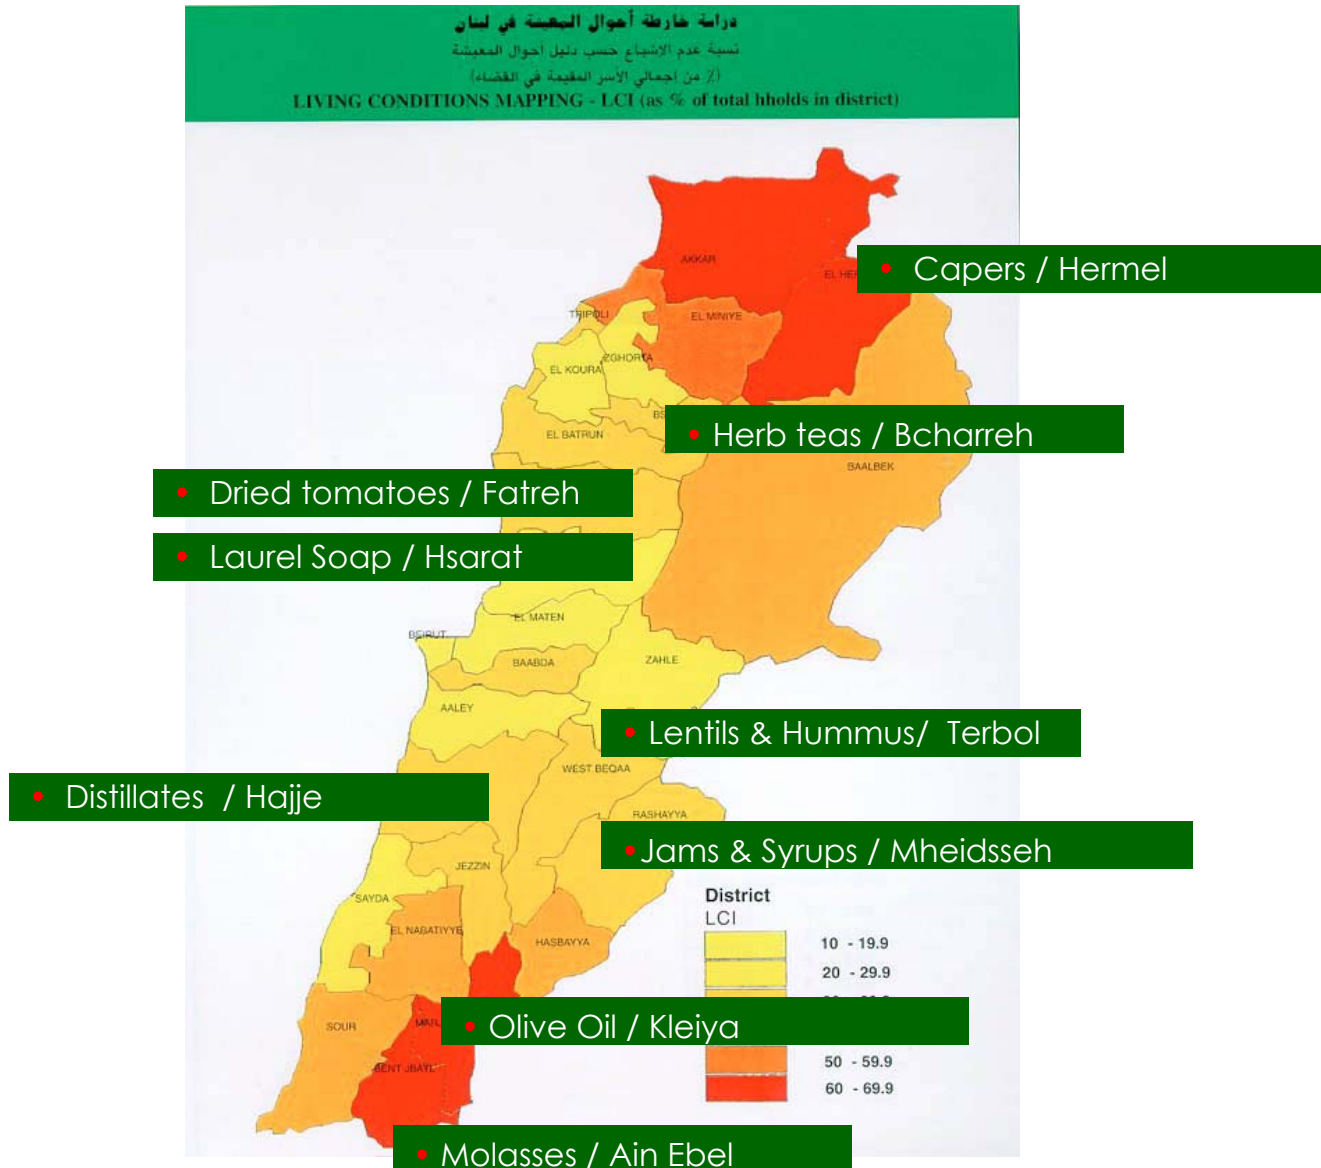 دراسة خارطة أحوال المعيشة في لبنان
نسبة عدم الإشباع حسب دليل أحوال المعيشة
(٪ من إجمالي الأسر المقيمة في القضاء)
LIVING CONDITIONS MAPPING - LCI (as % of total hholds in district)
AKKAR
EL HER
• Capers / Hermel
TRIPOLI
EL MINIYE
ZGHORTA
EL KOURA
• Herb teas / Bcharreh
EL BATRUN
BAALBEK
• Dried tomatoes / Fatreh
• Laurel Soap / Hsarat
EL MATEN
BEIRUT
BAABDA
ZAHLE
AALEY
• Lentils & Hummus/ Terbol
WEST BEQAA
• Distillates / Hajje
RASHAYYA
•Jams & Syrups / Mheidsseh
JEZZIN
SAYDA
District
LCI
EL NABATIYYE
HASBAYYA
10 - 19.9
20 - 29.9
SOUR
• Olive Oil / Kleiya
BENT JBAYL
50 - 59.9
60 - 69.9
• Molasses / Ain Ebel